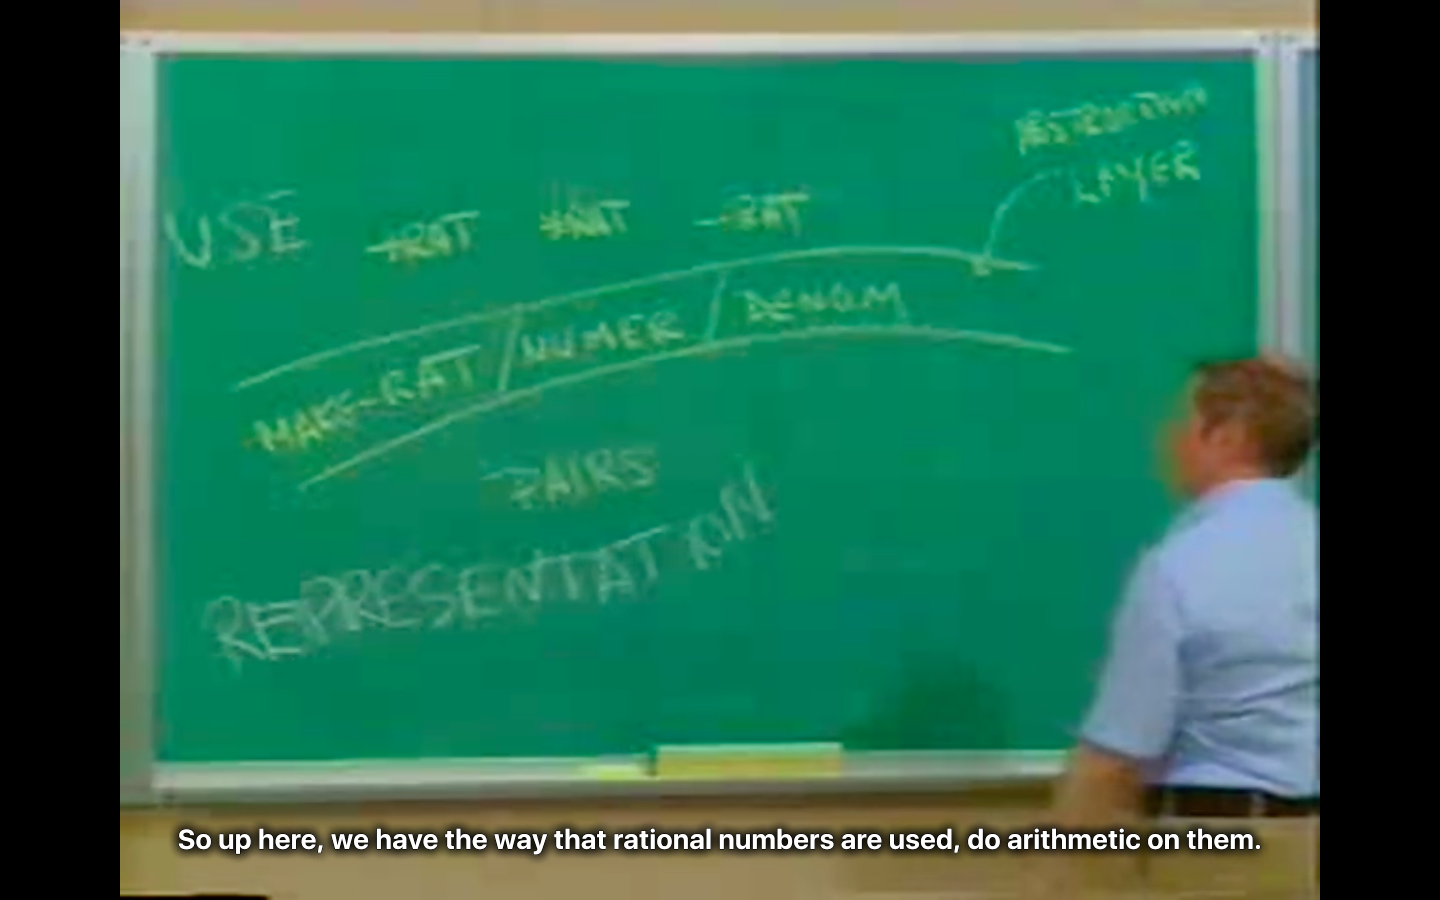 ABSTRACTION
LAYER
USE +RAT *RAT -RAT
MAKE-RAT / NUMER / DENOM
PAIRS
REPRESENTATION
So up here, we have the way that rational numbers are used, do arithmetic on them.